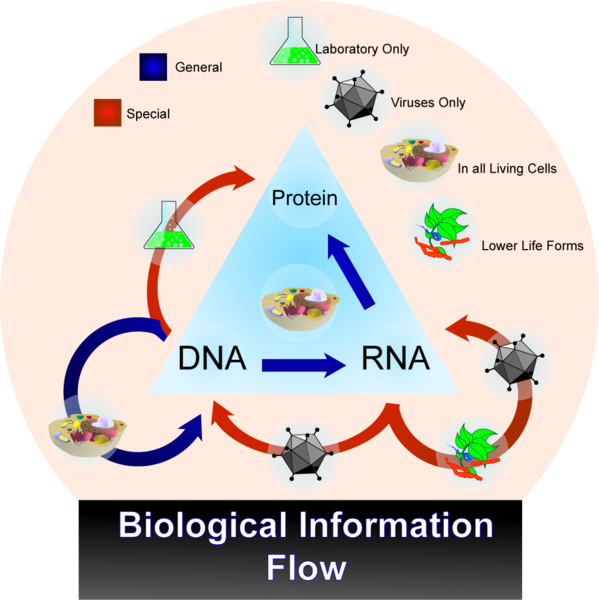 Laboratory Only
General
Viruses Only
Special
In all Living Cells
Protein
Lower Life Forms
DNA
RNA
Biological Information
Flow